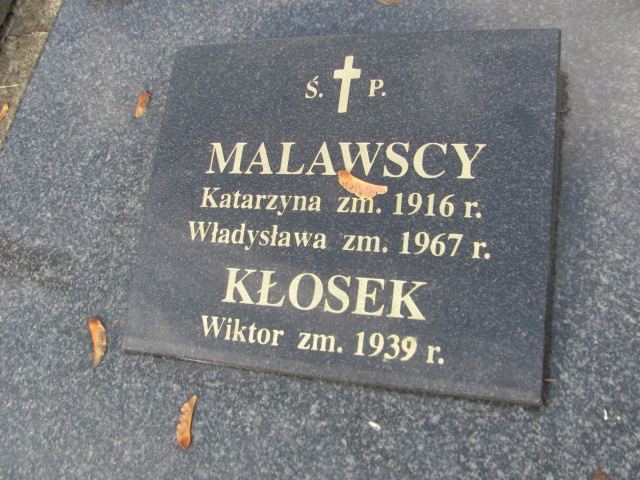 Ś. P.
MALAWSCY
Katarzyna zm. 1916 r.
Władysława zm. 1967 r.
KŁOSEK
Wiktor zm. 1939 r.